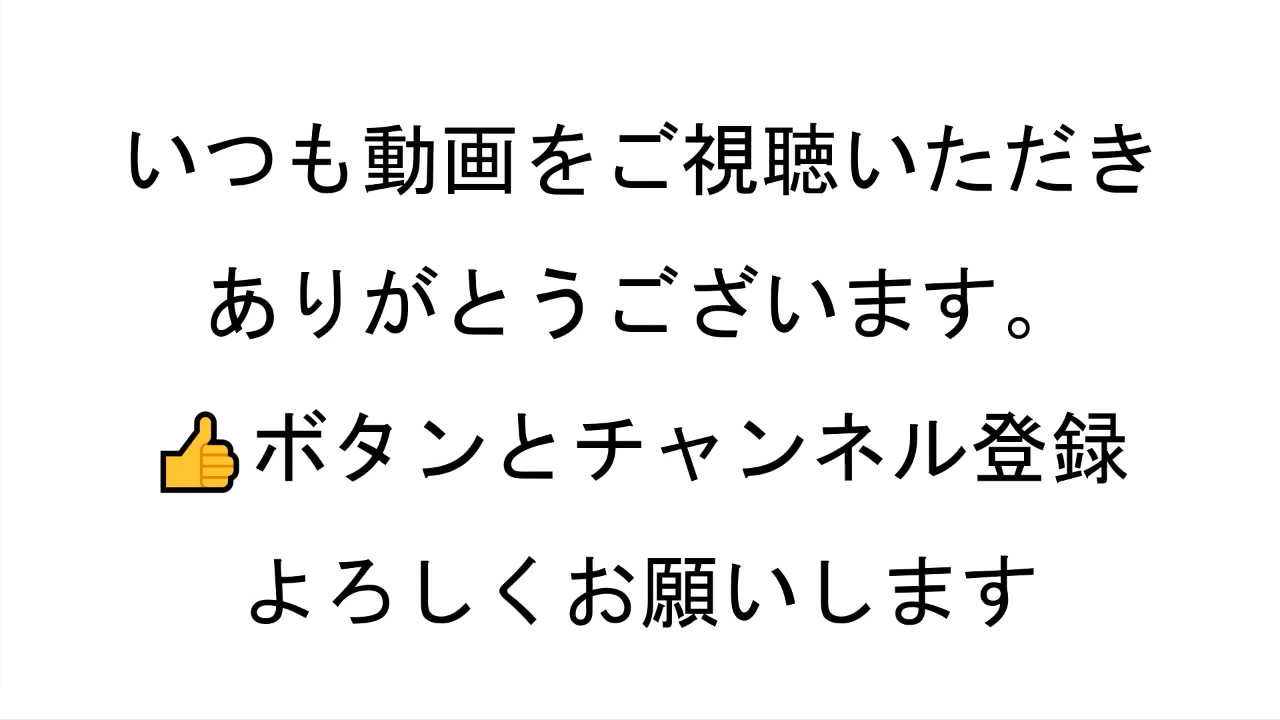 いつも動画をご視聴いただき
ありがとうございます。
👍ボタンとチャンネル登録
よろしくお願いします